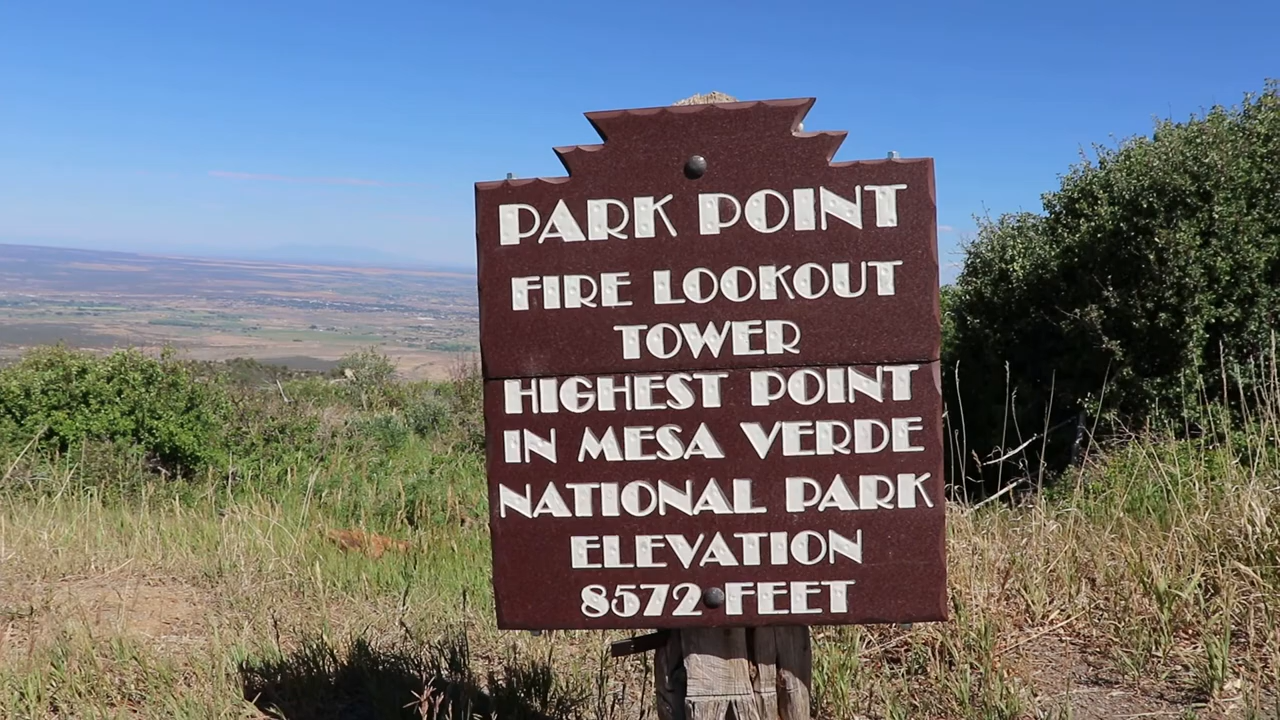 PARK POINT
FIRE LOOKOUT
TOWER
HIGHEST POINT
IN MESA VERDE
NATIONAL PARK
ELEVATION
8572 FEET